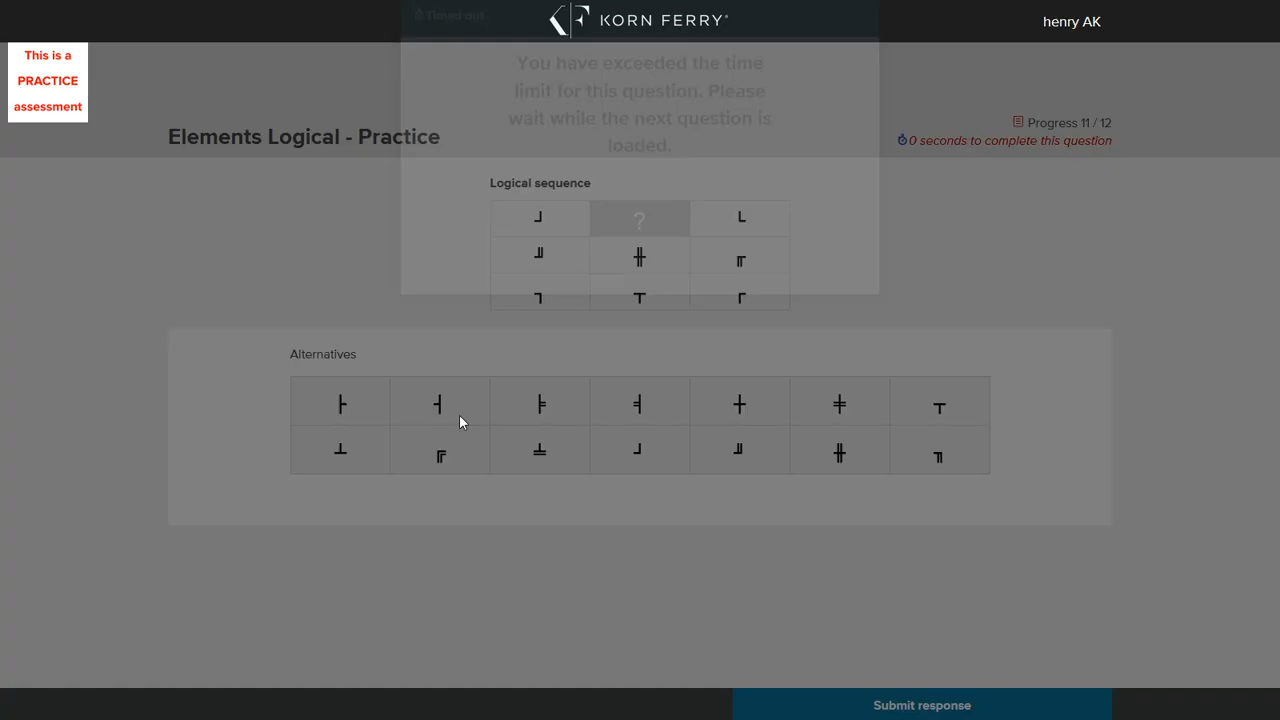 Timed out
KORN FERRY®
henry AK
This is a
PRACTICE
assessment
You have exceeded the time
limit for this question. Please
wait while the next question is
loaded.
Elements Logical - Practice
Progress 11 / 12
0 seconds to complete this question
Logical sequence
┘ ? └
╜ ╫ ╓
┐ ┬ ┌
Alternatives
├ ┤ ╞ ╡ ┼ ╪ ┬
┴ ╔ ╧ ┘ ╜ ╫ ╖
Submit response